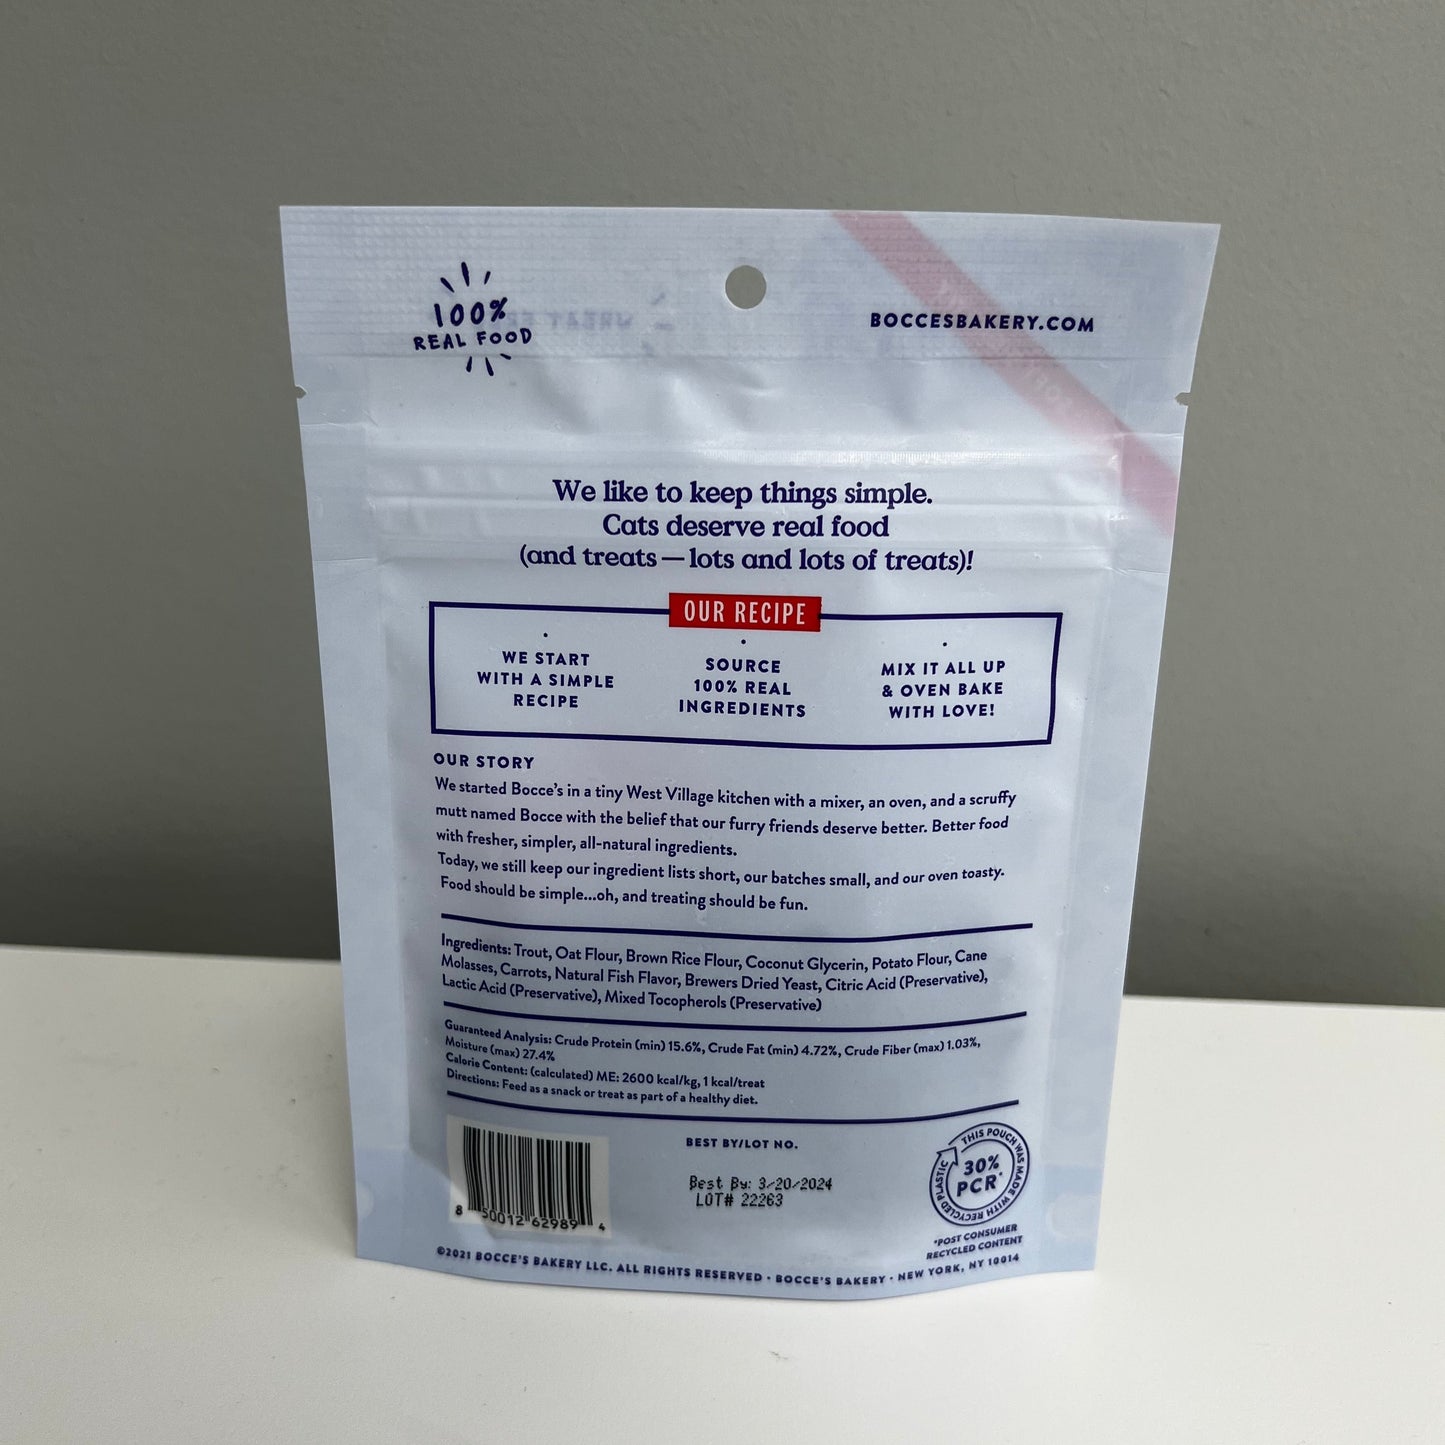 100%
REAL FOOD
BOCCESBAKERY.COM
We like to keep things simple.
Cats deserve real food
(and treats—lots and lots of treats)!
OUR RECIPE
WE START
WITH A SIMPLE
RECIPE
SOURCE
100% REAL
INGREDIENTS
MIX IT ALL UP
& OVEN BAKE
WITH LOVE!
OUR STORY
We started Bocce's in a tiny West Village kitchen with a mixer, an oven, and a scruffy
mutt named Bocce with the belief that our furry friends deserve better. Better food
with fresher, simpler, all-natural ingredients.
Today, we still keep our ingredient lists short, our batches small, and our oven toasty.
Food should be simple...oh, and treating should be fun.
Ingredients: Trout, Oat Flour, Brown Rice Flour, Coconut Glycerin, Potato Flour, Cane
Molasses, Carrots, Natural Fish Flavor, Brewers Dried Yeast, Citric Acid (Preservative),
Lactic Acid (Preservative), Mixed Tocopherols (Preservative)
Guaranteed Analysis: Crude Protein (min) 15.6%, Crude Fat (min) 4.72%, Crude Fiber (max) 1.03%,
Moisture (max) 27.4%
Calorie Content: (calculated) ME: 2600 kcal/kg, 1 kcal/treat
Directions: Feed as a snack or treat as part of a healthy diet.
8 50012 62989 4
BEST BY/LOT NO.
Best By: 3/20/2024
LOT# 22263
THIS POUCH WAS MADE WITH RECYCLED PLASTIC
30%
PCR*
*POST CONSUMER
RECYCLED CONTENT
©2021 BOCCE'S BAKERY LLC. ALL RIGHTS RESERVED • BOCCE'S BAKERY • NEW YORK, NY 10014